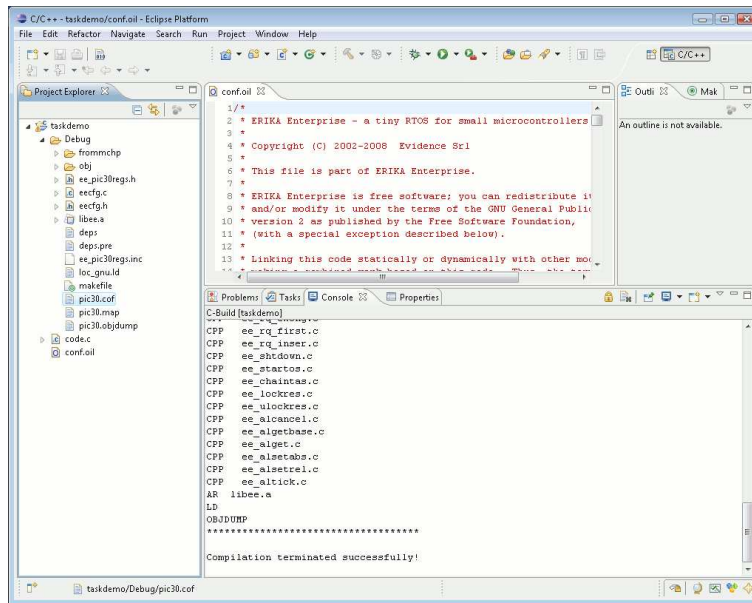 C/C++ - taskdemo/conf.oil - Eclipse Platform
File Edit Refactor Navigate Search Run Project Window Help
C/C++
Project Explorer
taskdemo
Debug
frommchp
obj
ee_pic30regs.h
eecfg.c
eecfg.h
libee.a
deps
deps.pre
ee_pic30regs.inc
loc_gnu.ld
makefile
pic30.cof
pic30.map
pic30.objdump
code.c
conf.oil
conf.oil
1/*
2 * ERIKA Enterprise - a tiny RTOS for small microcontrollers
3 *
4 * Copyright (C) 2002-2008 Evidence Srl
5 *
6 * This file is part of ERIKA Enterprise.
7 *
8 * ERIKA Enterprise is free software; you can redistribute it
9 * and/or modify it under the terms of the GNU General Public
10 * version 2 as published by the Free Software Foundation,
11 * (with a special exception described below).
12 *
13 * Linking this code statically or dynamically with other
Outli Mak
An outline is not available.
Problems Tasks Console Properties
C-Build [taskdemo]
CPP ee_rq_first.c
CPP ee_rq_inser.c
CPP ee_shtdown.c
CPP ee_startos.c
CPP ee_chaintas.c
CPP ee_lockres.c
CPP ee_ulockres.c
CPP ee_alcancel.c
CPP ee_algetbase.c
CPP ee_alget.c
CPP ee_alsetabs.c
CPP ee_alsetrel.c
CPP ee_altick.c
AR libee.a
LD
OBJDUMP
************************************
Compilation terminated successfully!
taskdemo/Debug/pic30.cof